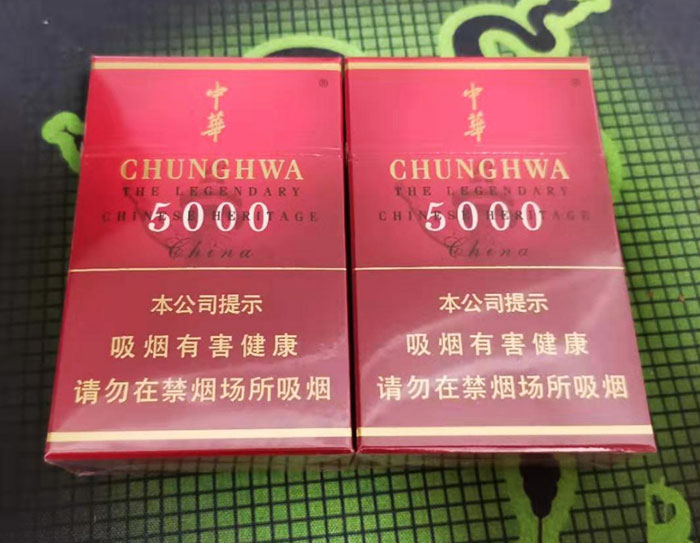 中華
®
CHUNGHWA
THE LEGENDARY
CHINESE HERITAGE
5000
China
本公司提示
吸烟有害健康
请勿在禁烟场所吸烟
中華
®
CHUNGHWA
THE LEGENDARY
CHINESE HERITAGE
5000
China
本公司提示
吸烟有害健康
请勿在禁烟场所吸烟